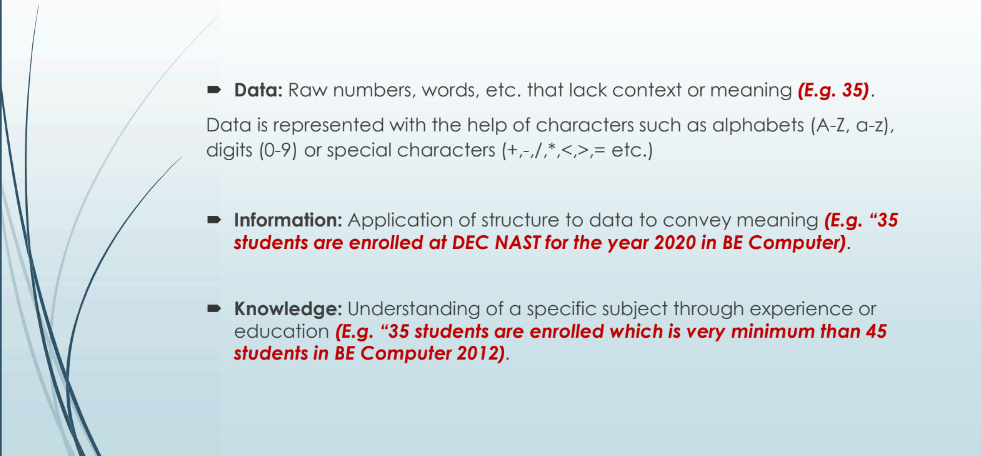 Data: Raw numbers, words, etc. that lack context or meaning (E.g. 35).
Data is represented with the help of characters such as alphabets (A-Z, a-z),
digits (0-9) or special characters (+,-,/,*,<,>,= etc.)
Information: Application of structure to data to convey meaning (E.g. “35
students are enrolled at DEC NAST for the year 2020 in BE Computer).
Knowledge: Understanding of a specific subject through experience or
education (E.g. “35 students are enrolled which is very minimum than 45
students in BE Computer 2012).